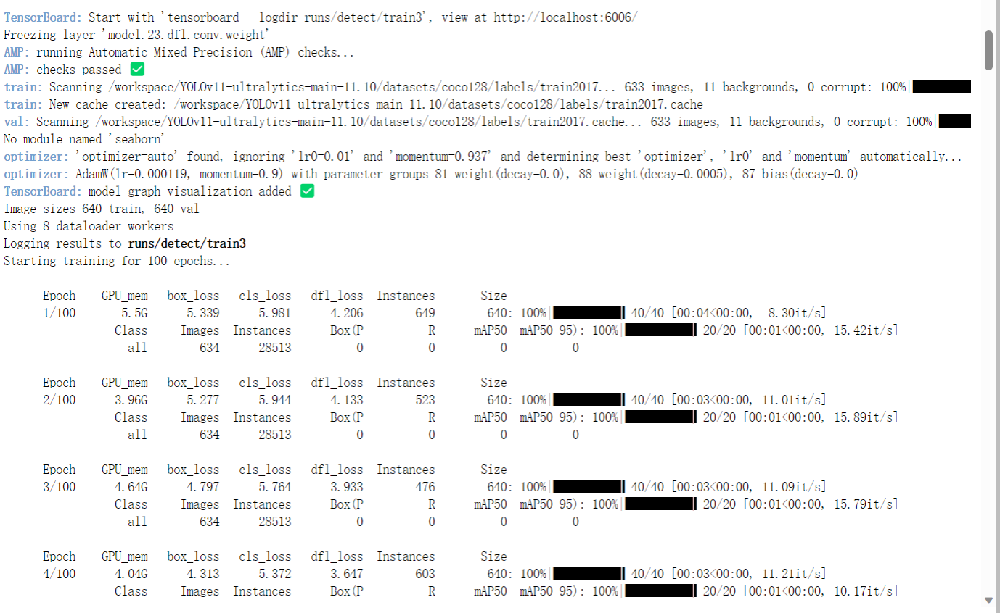 TensorBoard: Start with 'tensorboard --logdir runs/detect/train3', view at http://localhost:6006/
Freezing layer 'model.23.dfl.conv.weight'
AMP: running Automatic Mixed Precision (AMP) checks...
AMP: checks passed ✅
train: Scanning /workspace/YOLOv11-ultralytics-main-11.10/datasets/coco128/labels/train2017... 633 images, 11 backgrounds, 0 corrupt: 100%|
train: New cache created: /workspace/YOLOv11-ultralytics-main-11.10/datasets/coco128/labels/train2017.cache
val: Scanning /workspace/YOLOv11-ultralytics-main-11.10/datasets/coco128/labels/train2017.cache... 633 images, 11 backgrounds, 0 corrupt: 100%|
No module named 'seaborn'
optimizer: 'optimizer=auto' found, ignoring 'lr0=0.01' and 'momentum=0.937' and determining best 'optimizer', 'lr0' and 'momentum' automatically...
optimizer: AdamW(lr=0.000119, momentum=0.9) with parameter groups 81 weight(decay=0.0), 88 weight(decay=0.0005), 87 bias(decay=0.0)
TensorBoard: model graph visualization added ✅
Image sizes 640 train, 640 val
Using 8 dataloader workers
Logging results to runs/detect/train3
Starting training for 100 epochs...
Epoch GPU_mem box_loss cls_loss dfl_loss Instances Size
1/100 5.5G 5.339 5.981 4.206 649 640: 100%|██████████| 40/40 [00:04<00:00, 8.30it/s]
Class Images Instances Box(P R mAP50 mAP50-95): 100%|██████████| 20/20 [00:01<00:00, 15.42it/s]
all 634 28513 0 0 0 0
Epoch GPU_mem box_loss cls_loss dfl_loss Instances Size
2/100 3.96G 5.277 5.944 4.133 523 640: 100%|██████████| 40/40 [00:03<00:00, 11.01it/s]
Class Images Instances Box(P R mAP50 mAP50-95): 100%|██████████| 20/20 [00:01<00:00, 15.89it/s]
all 634 28513 0 0 0 0
Epoch GPU_mem box_loss cls_loss dfl_loss Instances Size
3/100 4.64G 4.797 5.764 3.933 476 640: 100%|██████████| 40/40 [00:03<00:00, 11.09it/s]
Class Images Instances Box(P R mAP50 mAP50-95): 100%|██████████| 20/20 [00:01<00:00, 15.79it/s]
all 634 28513 0 0 0 0
Epoch GPU_mem box_loss cls_loss dfl_loss Instances Size
4/100 4.04G 4.313 5.372 3.647 603 640: 100%|██████████| 40/40 [00:03<00:00, 11.21it/s]
Class Images Instances Box(P R mAP50 mAP50-95): 100%|██████████| 20/20 [00:01<00:00, 10.17it/s]